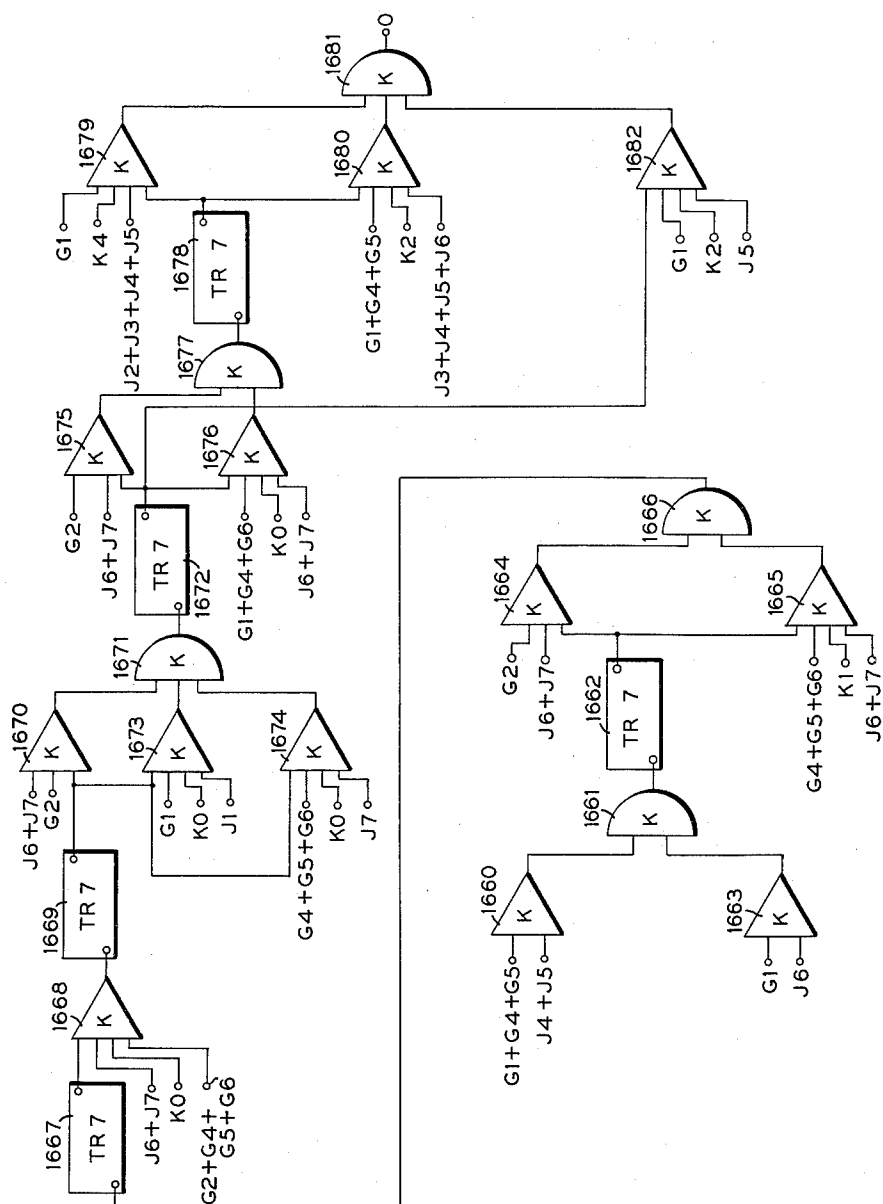 1681
K
O
1679
K
G1
K4
J2+J3+J4+J5
1680
K
G1+G4+G5
K2
J3+J4+J5+J6
1682
K
G1
K2
J5
1678
TR 7
1677
K
1675
K
G2
J6+J7
1676
K
G1+G4+G6
K0
J6+J7
1672
TR 7
1671
K
1670
K
J6+J7
G2
1673
K
G1
K0
J1
1674
K
G4+G5+G6
K0
J7
1669
TR 7
1668
K
1667
TR 7
J6+J7
K0
G2+G4+
G5+G6
1666
K
1664
K
G2
J6+J7
1665
K
G4+G5+G6
K1
J6+J7
1662
TR 7
1661
K
1660
K
G1+G4+G5
J4+J5
1663
K
G1
J6